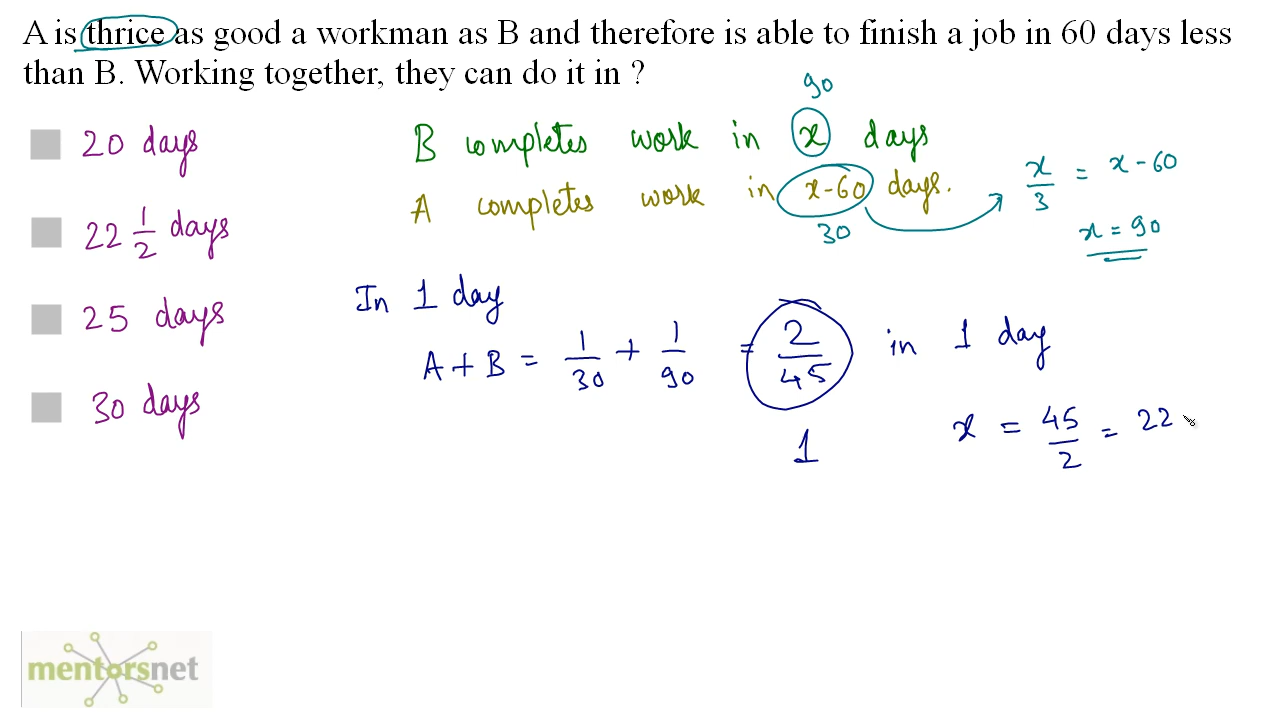 A is thrice as good a workman as B and therefore is able to finish a job in 60 days less
than B. Working together, they can do it in ?
90
20 days
B completes work in x days
x/3 = x - 60
A completes work in x-60 days.
30
x = 90
22 1/2 days
In 1 day
25 days
A + B = 1/30 + 1/90 = 2/45 in 1 day
30 days
1
x = 45/2 = 22
mentorsnet